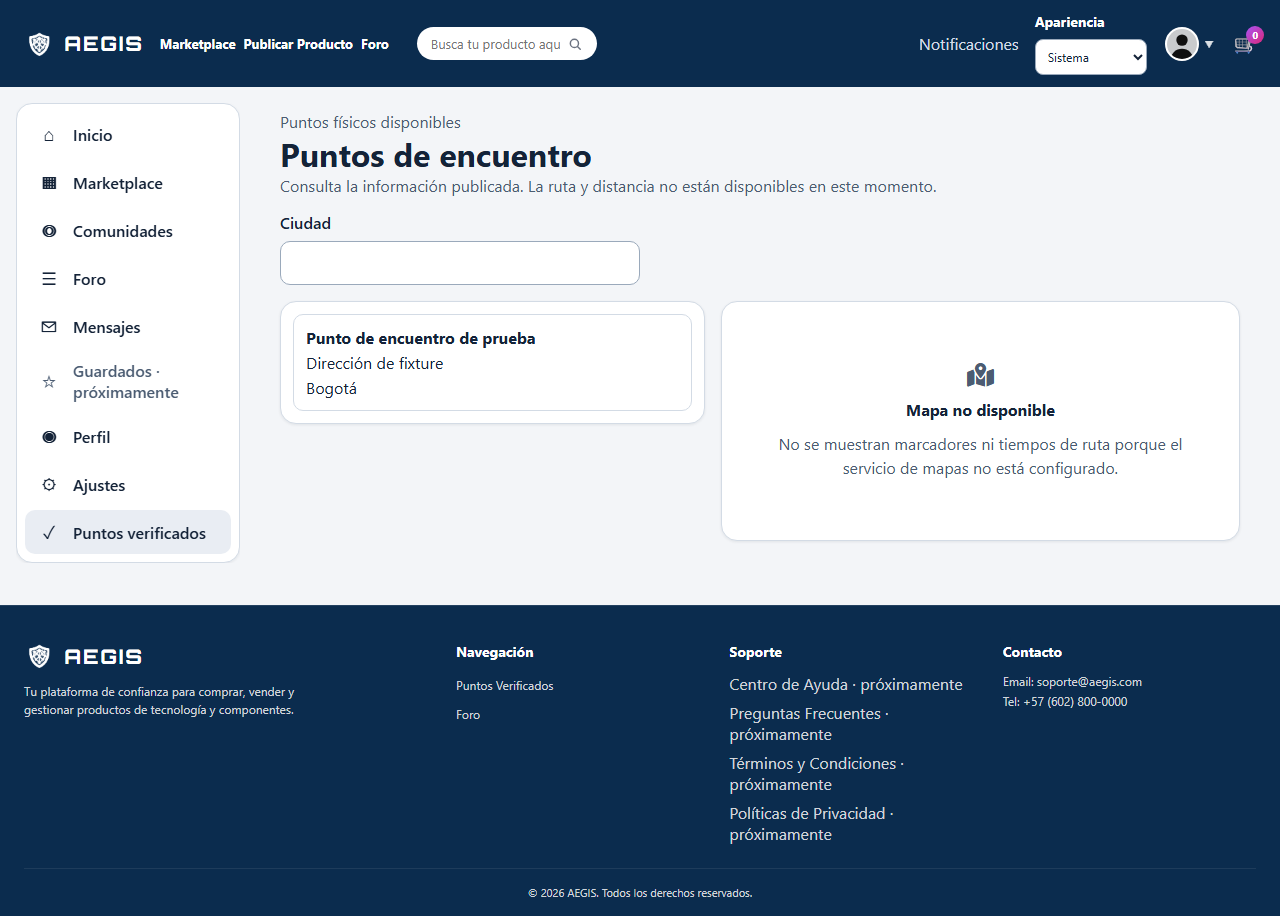 AEGIS
Marketplace Publicar Producto Foro
Busca tu producto aqu
Notificaciones
Apariencia
Sistema
0
Inicio
Marketplace
Comunidades
Foro
Mensajes
Guardados ·
próximamente
Perfil
Ajustes
Puntos verificados
Puntos físicos disponibles
Puntos de encuentro
Consulta la información publicada. La ruta y distancia no están disponibles en este momento.
Ciudad
Punto de encuentro de prueba
Dirección de fixture
Bogotá
Mapa no disponible
No se muestran marcadores ni tiempos de ruta porque el
servicio de mapas no está configurado.
AEGIS
Tu plataforma de confianza para comprar, vender y
gestionar productos de tecnología y componentes.
Navegación
Puntos Verificados
Foro
Soporte
Centro de Ayuda · próximamente
Preguntas Frecuentes ·
próximamente
Términos y Condiciones ·
próximamente
Políticas de Privacidad ·
próximamente
Contacto
Email: soporte@aegis.com
Tel: +57 (602) 800-0000
© 2026 AEGIS. Todos los derechos reservados.